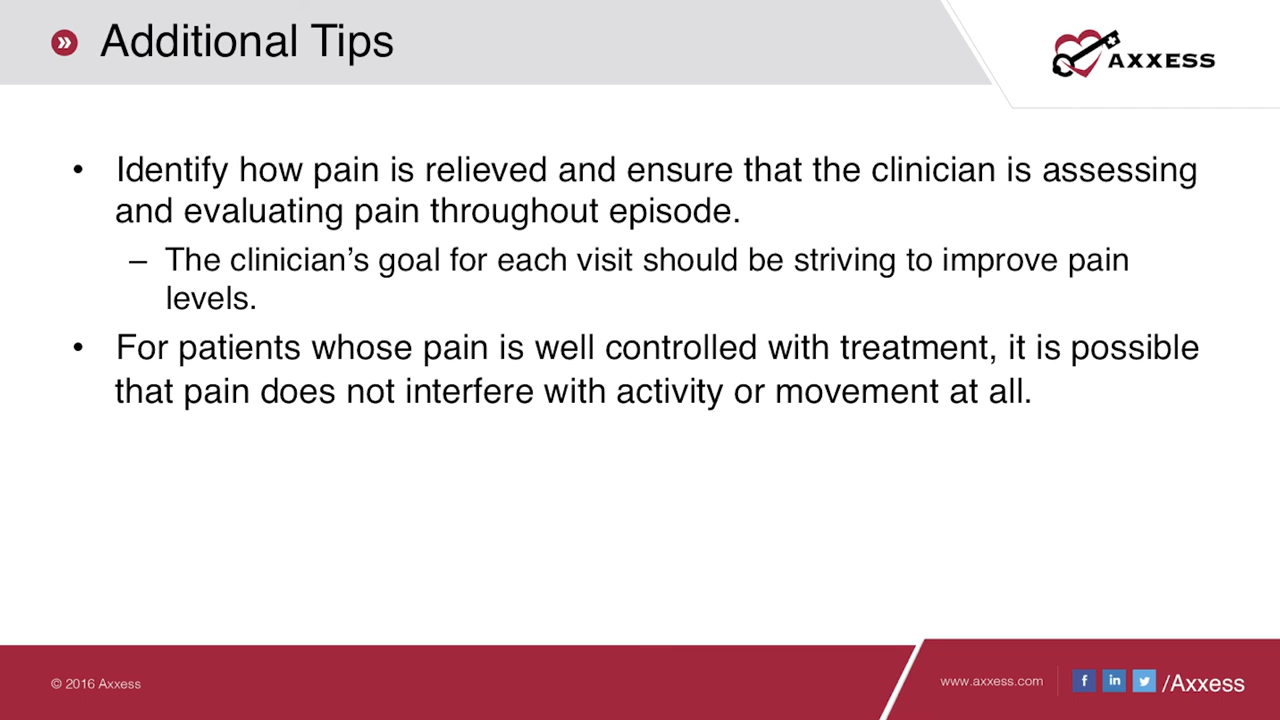 Additional Tips
AXXESS
• Identify how pain is relieved and ensure that the clinician is assessing
and evaluating pain throughout episode.
– The clinician’s goal for each visit should be striving to improve pain
levels.
• For patients whose pain is well controlled with treatment, it is possible
that pain does not interfere with activity or movement at all.
© 2016 Axxess
www.axxess.com
/Axxess